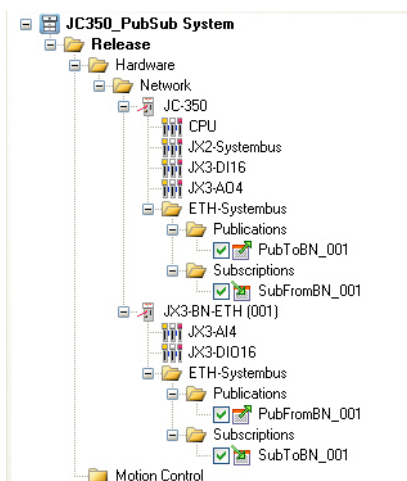 JC350_PubSub System
Release
Hardware
Network
JC-350
CPU
JX2-Systembus
JX3-DI16
JX3-AO4
ETH-Systembus
Publications
PubToBN_001
Subscriptions
SubFromBN_001
JX3-BN-ETH (001)
JX3-AI4
JX3-DIO16
ETH-Systembus
Publications
PubFromBN_001
Subscriptions
SubToBN_001
Motion Control